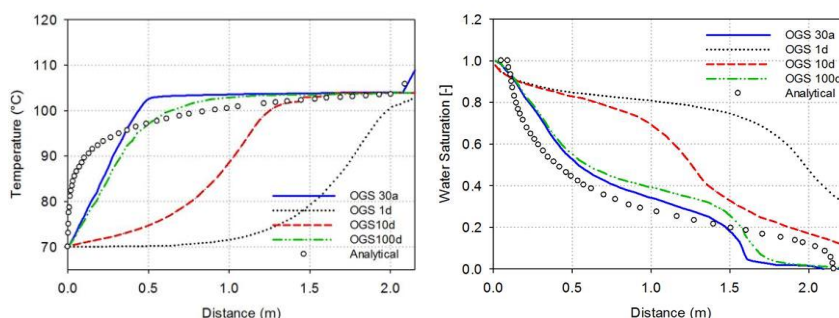 120
110
100
90
80
70
Temperature (°C)
OGS 30a
OGS 1d
OGS10d
OGS100d
Analytical
0.0 0.5 1.0 1.5 2.0
Distance (m)
1.2
1.0
0.8
0.6
0.4
0.2
0.0
Water Saturation [-]
OGS 30a
OGS 1d
OGS 10d
OGS 100d
Analytical
0.0 0.5 1.0 1.5 2.0
Distance (m)